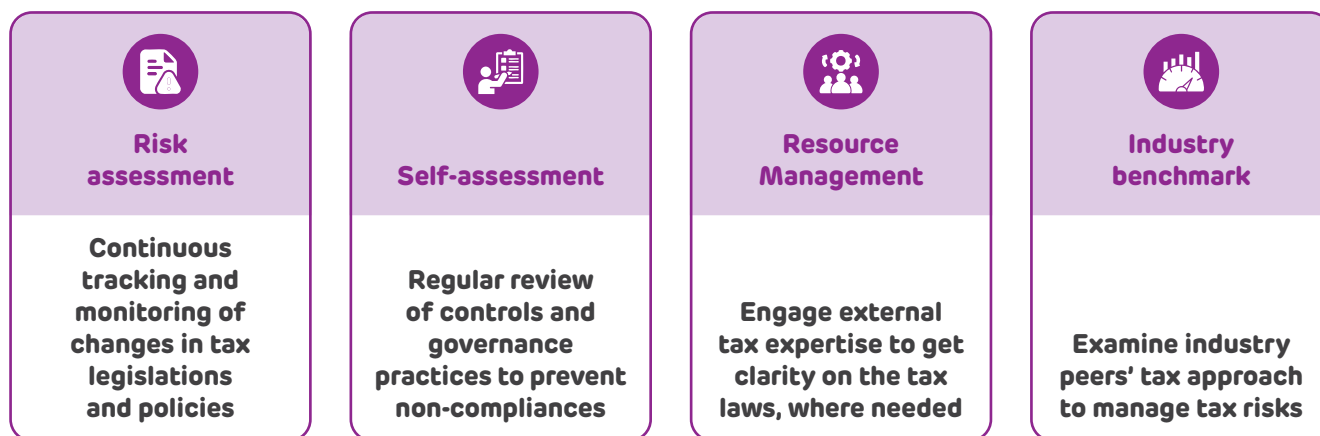 Risk
assessment
Continuous
tracking and
monitoring of
changes in tax
legislations
and policies
Self-assessment
Regular review
of controls and
governance
practices to prevent
non-compliances
Resource
Management
Engage external
tax expertise to get
clarity on the tax
laws, where needed
Industry
benchmark
Examine industry
peers’ tax approach
to manage tax risks